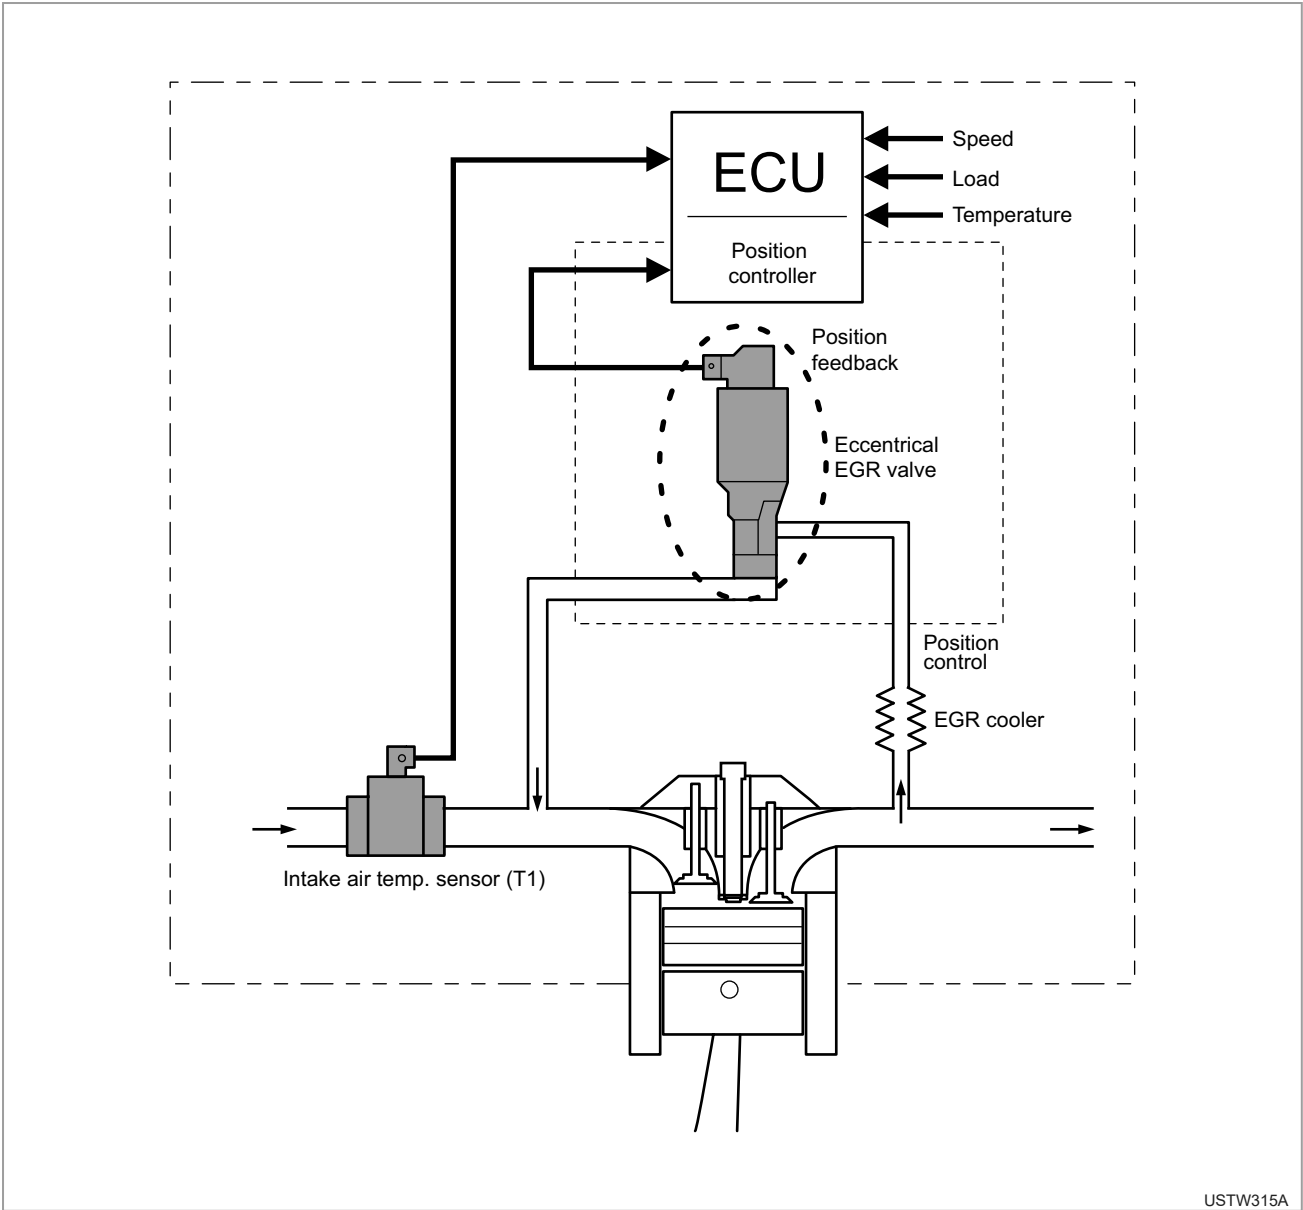 ECU
Speed
Load
Temperature
Position
controller
Position
feedback
Eccentrical
EGR valve
Position
control
EGR cooler
Intake air temp. sensor (T1)
USTW315A